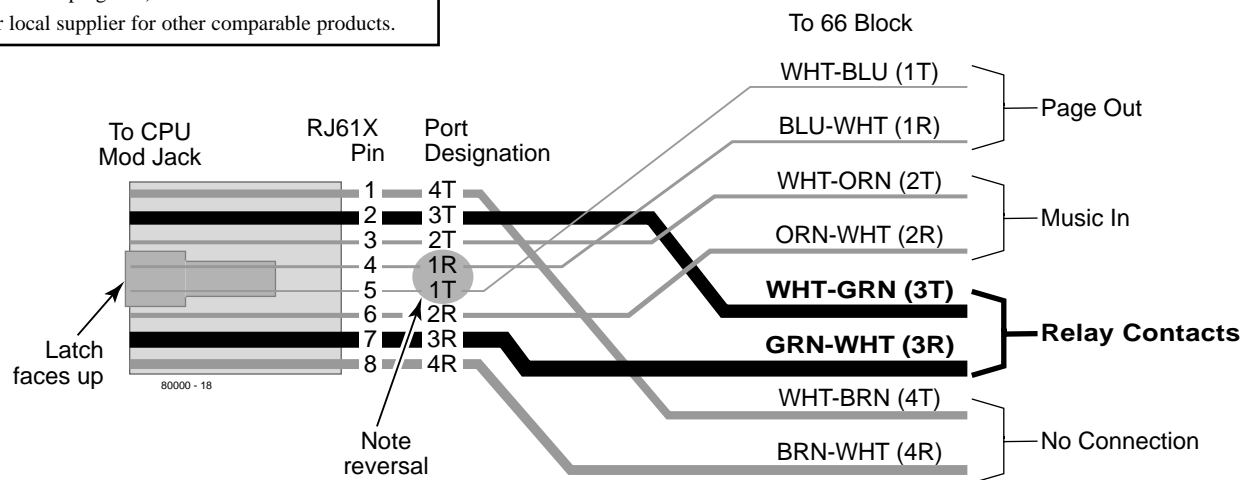 r local supplier for other comparable products.
To 66 Block
To CPU
Mod Jack
RJ61X
Pin
Port
Designation
1 4T
2 3T
3 2T
4 1R
5 1T
6 2R
7 3R
8 4R
WHT-BLU (1T)
BLU-WHT (1R)
Page Out
WHT-ORN (2T)
ORN-WHT (2R)
Music In
WHT-GRN (3T)
GRN-WHT (3R)
Relay Contacts
WHT-BRN (4T)
BRN-WHT (4R)
No Connection
Latch
faces up
80000 - 18
Note
reversal